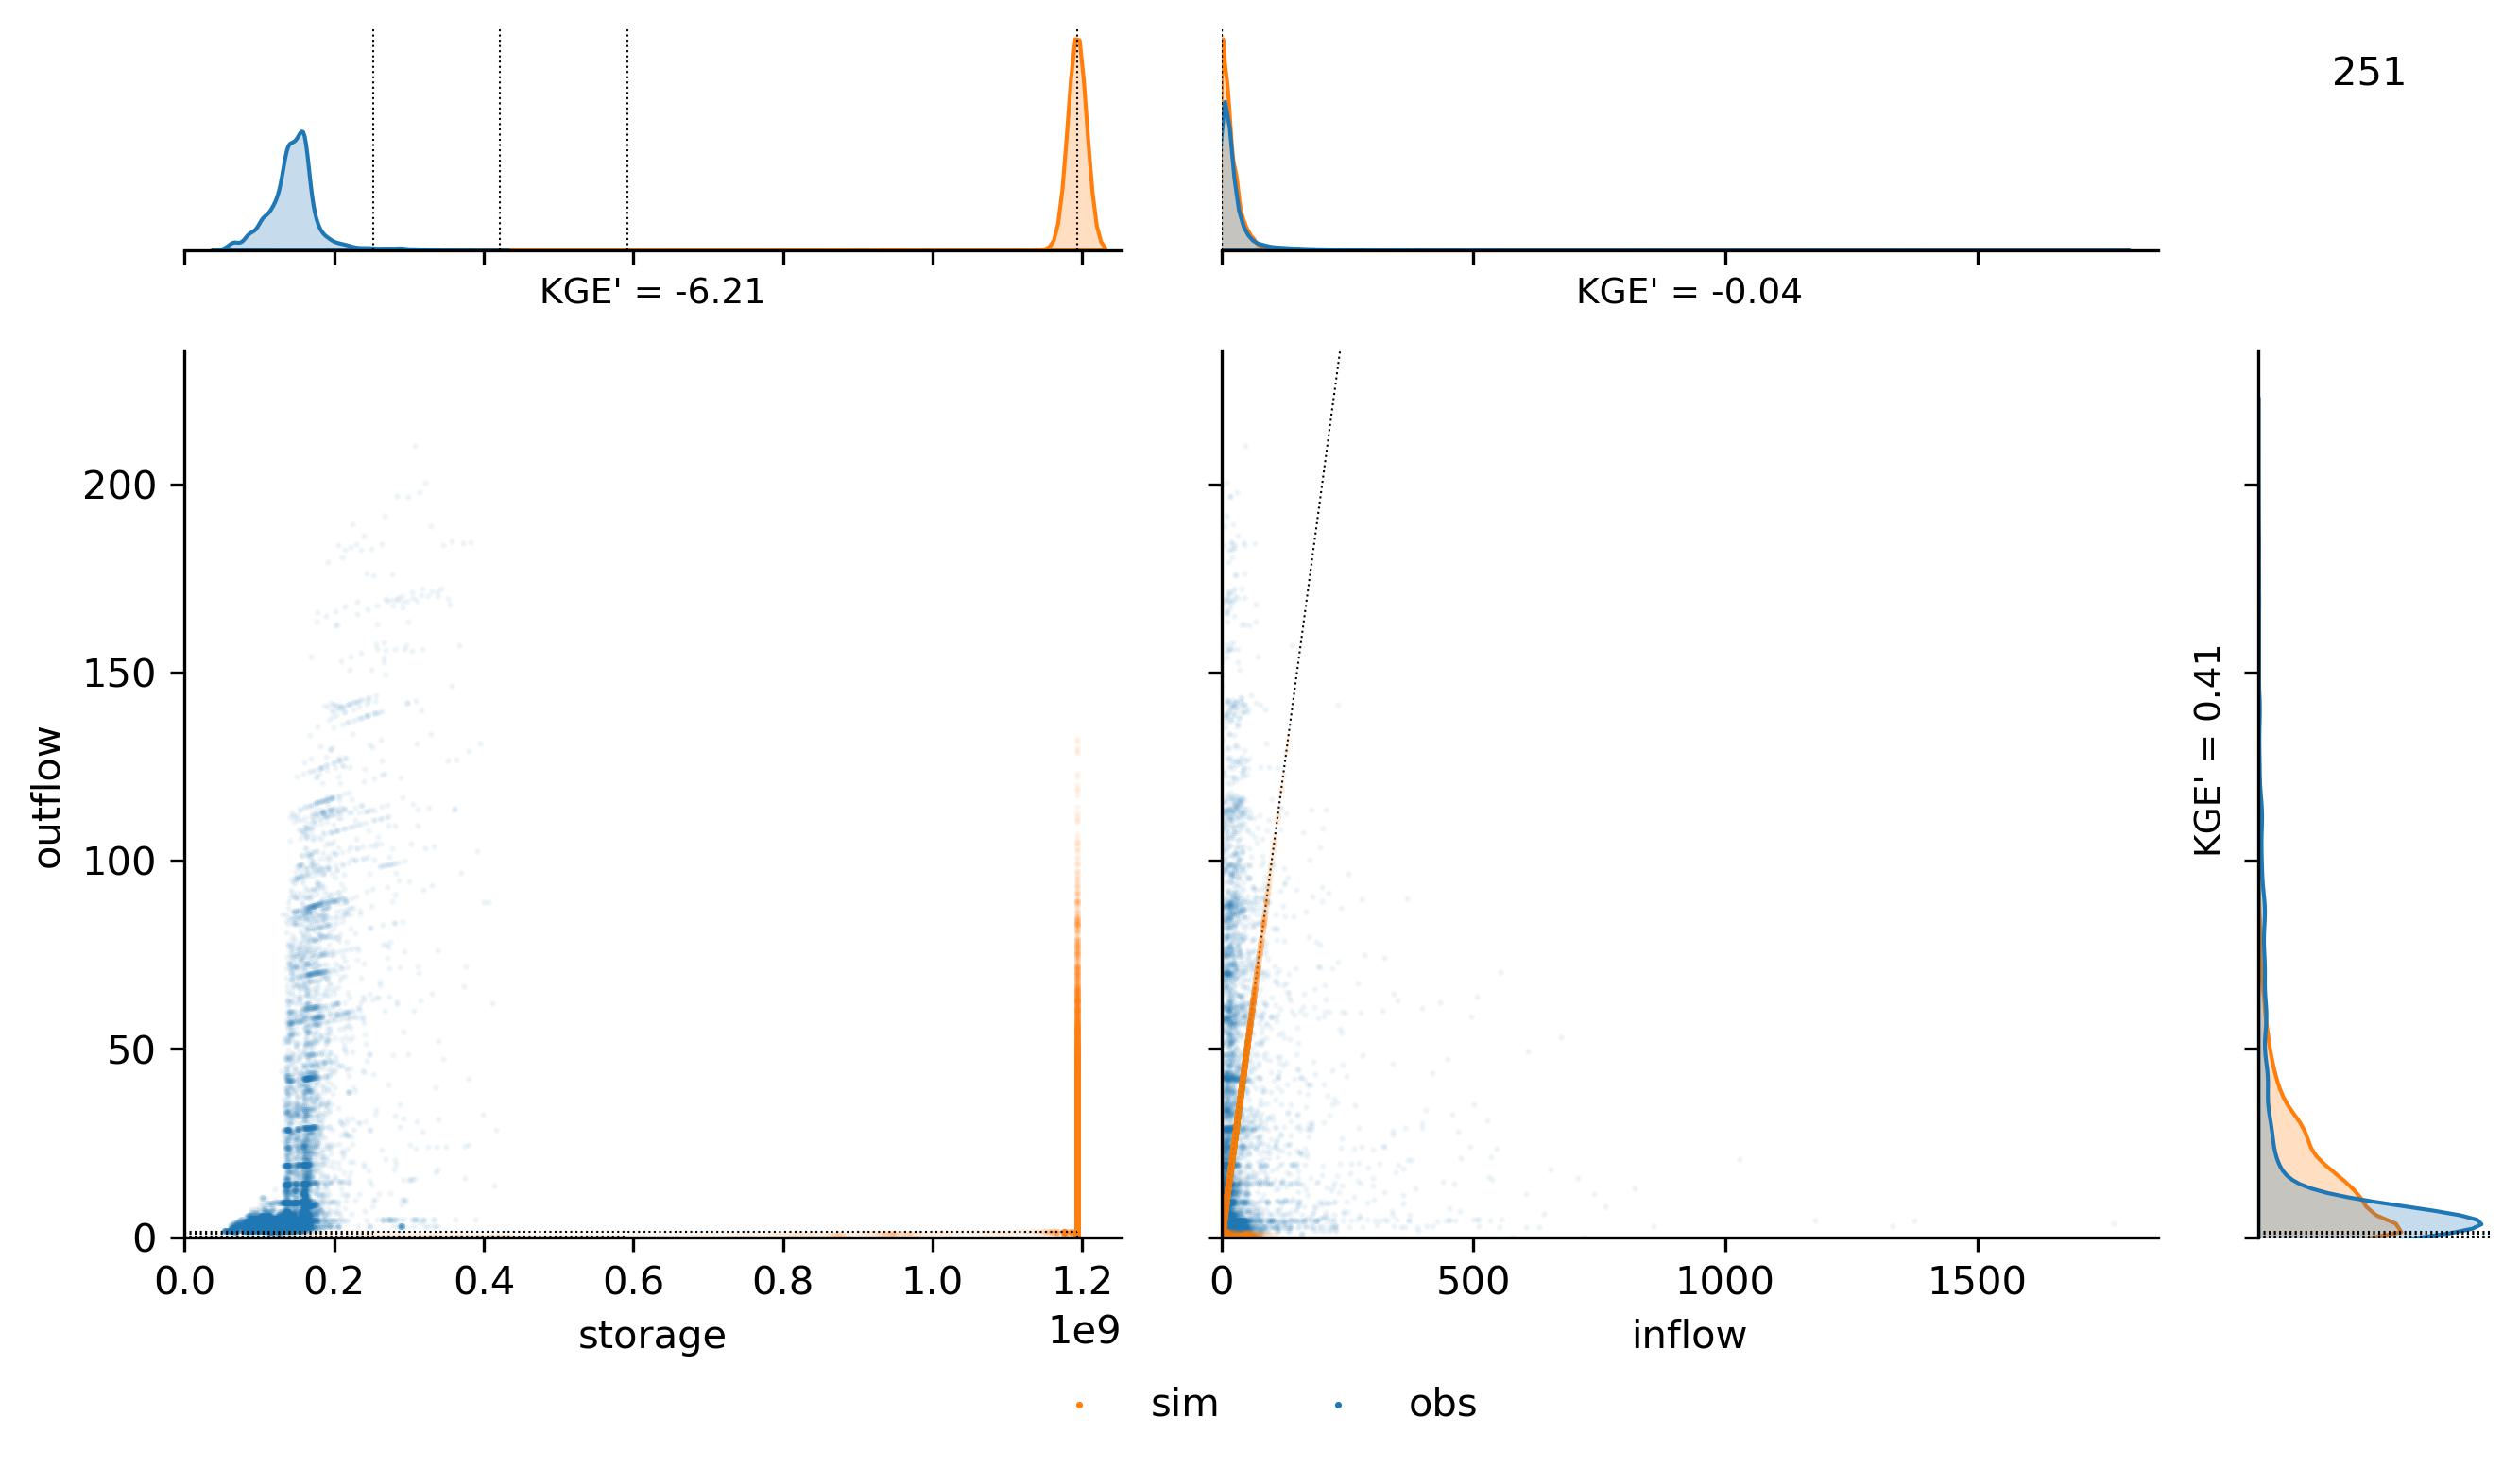 251
KGE' = -6.21
KGE' = -0.04
outflow
200
150
100
50
0
KGE' = 0.41
0.0 0.2 0.4 0.6 0.8 1.0 1.2
1e9
storage
0 500 1000 1500
inflow
sim obs